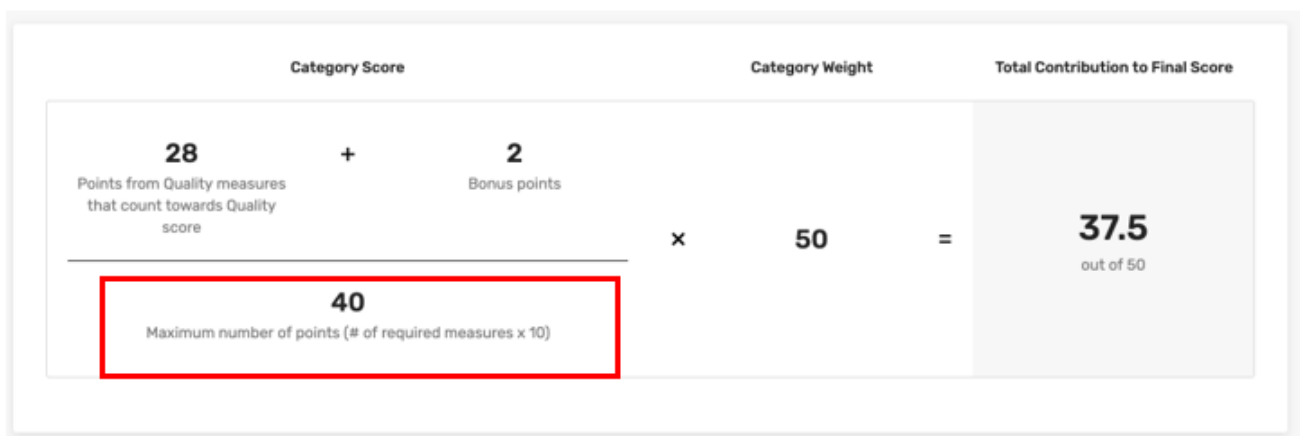 Category Score
Category Weight
Total Contribution to Final Score
28
+
2
Points from Quality measures
that count towards Quality
score
Bonus points
×
50
=
37.5
out of 50
40
Maximum number of points (# of required measures x 10)